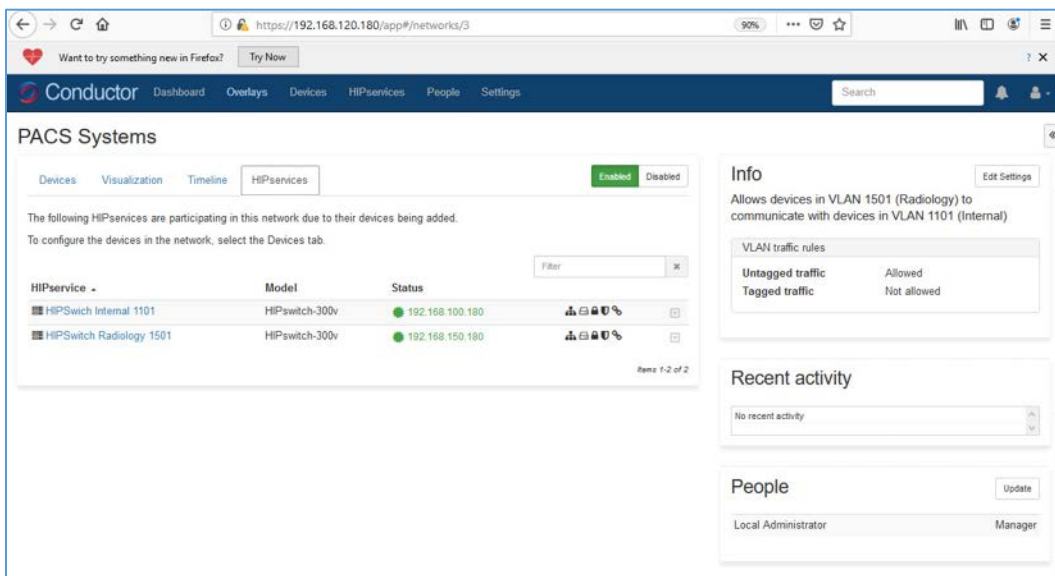 https://192.168.120.180/app#/networks/3
90%
Want to try something new in Firefox? Try Now
? X
Conductor Dashboard Overlays Devices HIPservices People Settings Search
PACS Systems
Devices Visualization Timeline HIPservices Enabled Disabled
The following HIPservices are participating in this network due to their devices being added.
To configure the devices in the network, select the Devices tab.
Filter
HIPservice Model Status
HIPSwich Internal 1101 HIPswitch-300v 192.168.100.180
HIPSwitch Radiology 1501 HIPswitch-300v 192.168.150.180
Items 1-2 of 2
Info Edit Settings
Allows devices in VLAN 1501 (Radiology) to
communicate with devices in VLAN 1101 (Internal)
VLAN traffic rules
Untagged traffic Allowed
Tagged traffic Not allowed
Recent activity
No recent activity
People Update
Local Administrator Manager